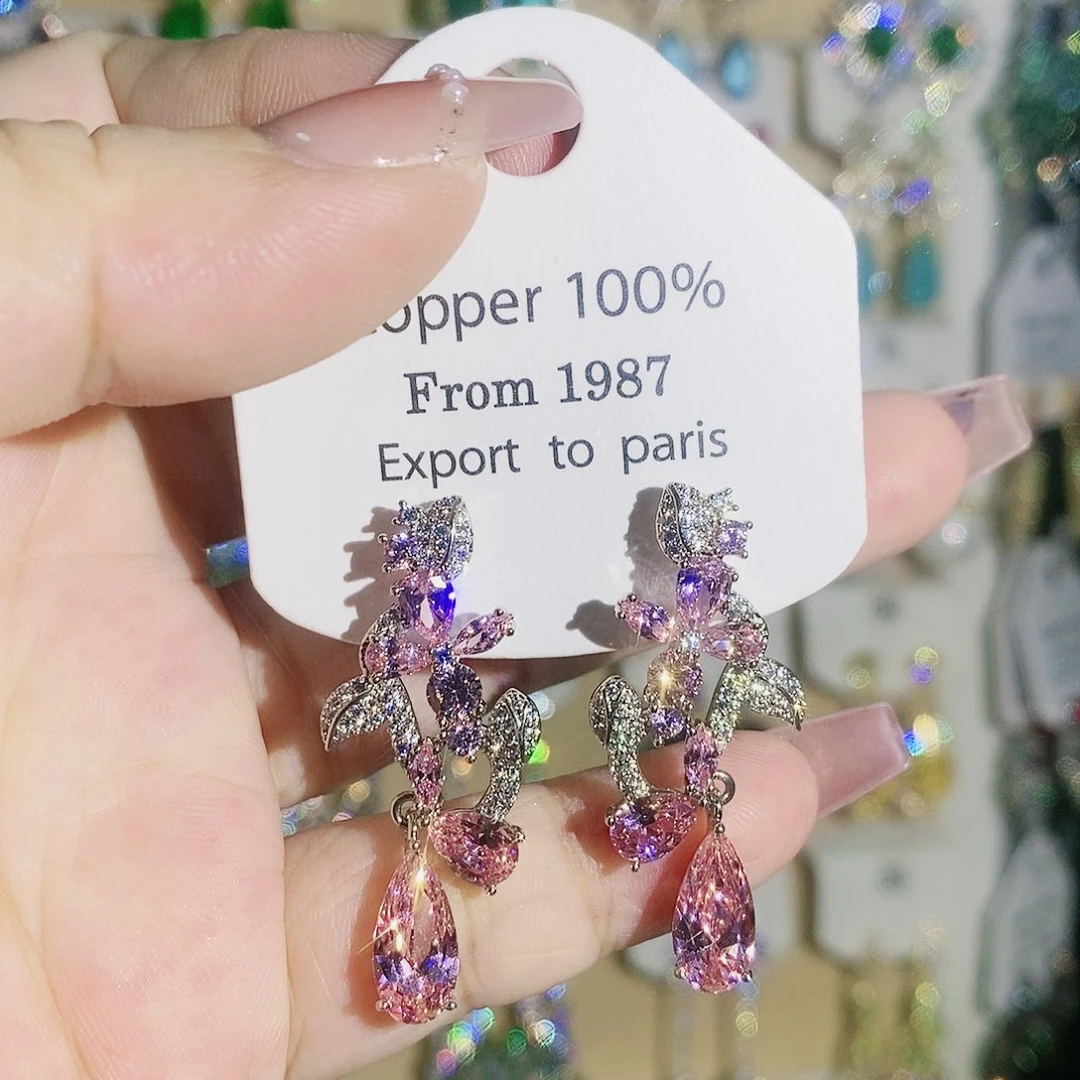 opper 100%
From 1987
Export to paris